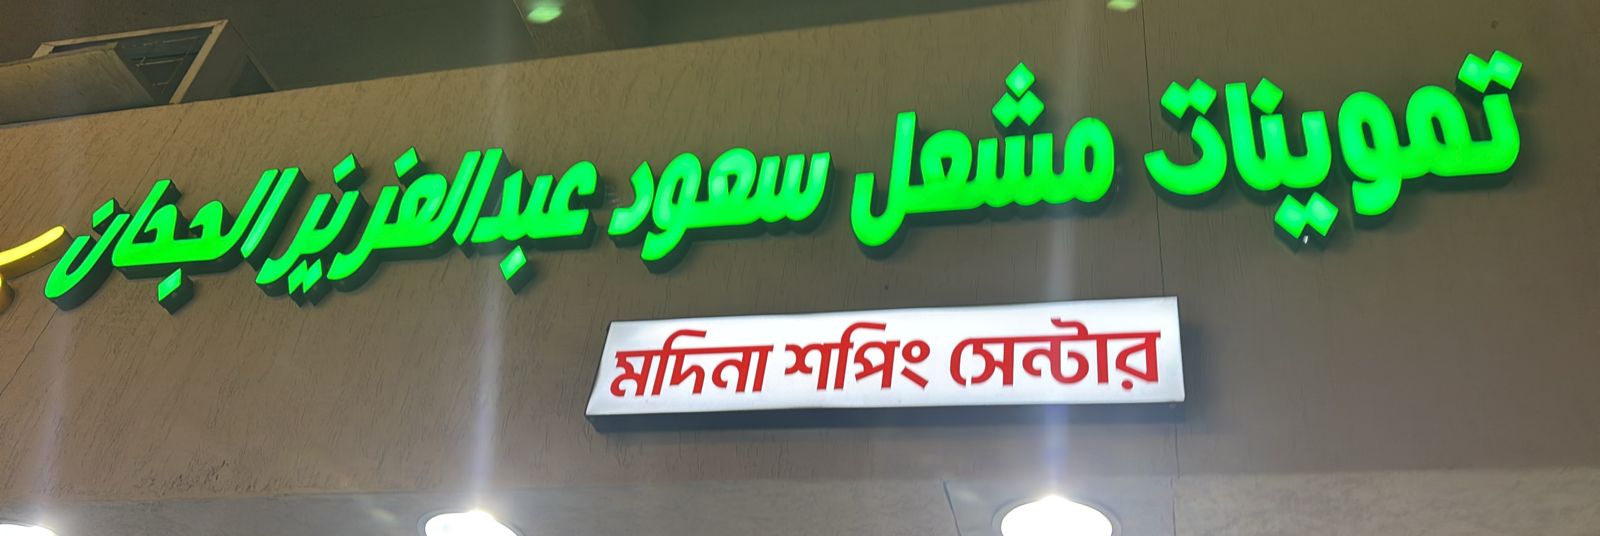 تموينات مشعل سعود عبدالعزيز الحجان
মদিনা শপিং সেন্টার